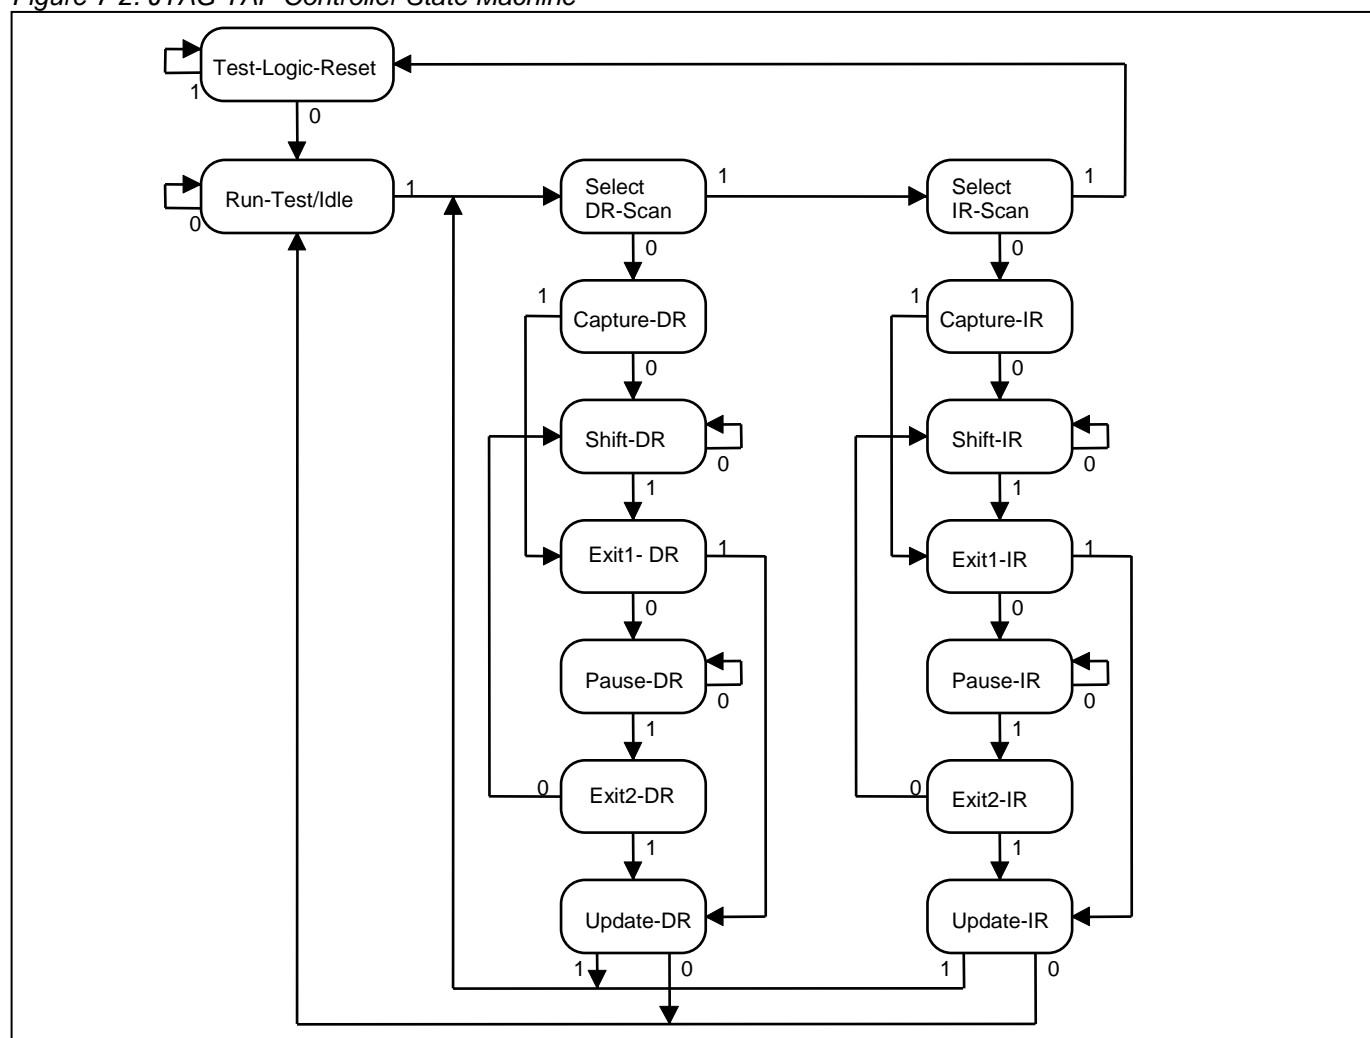 Figure 7-2. JTAG TAP Controller State Machine
Test-Logic-Reset
1
0
Run-Test/Idle
1
0
Select
DR-Scan
1
Select
IR-Scan
1
0
0
1
Capture-DR
1
Capture-IR
0
0
Shift-DR
0
Shift-IR
0
1
1
Exit1- DR
1
Exit1-IR
1
0
0
Pause-DR
0
Pause-IR
0
1
1
0
Exit2-DR
0
Exit2-IR
1
1
Update-DR
Update-IR
1
0
1
0